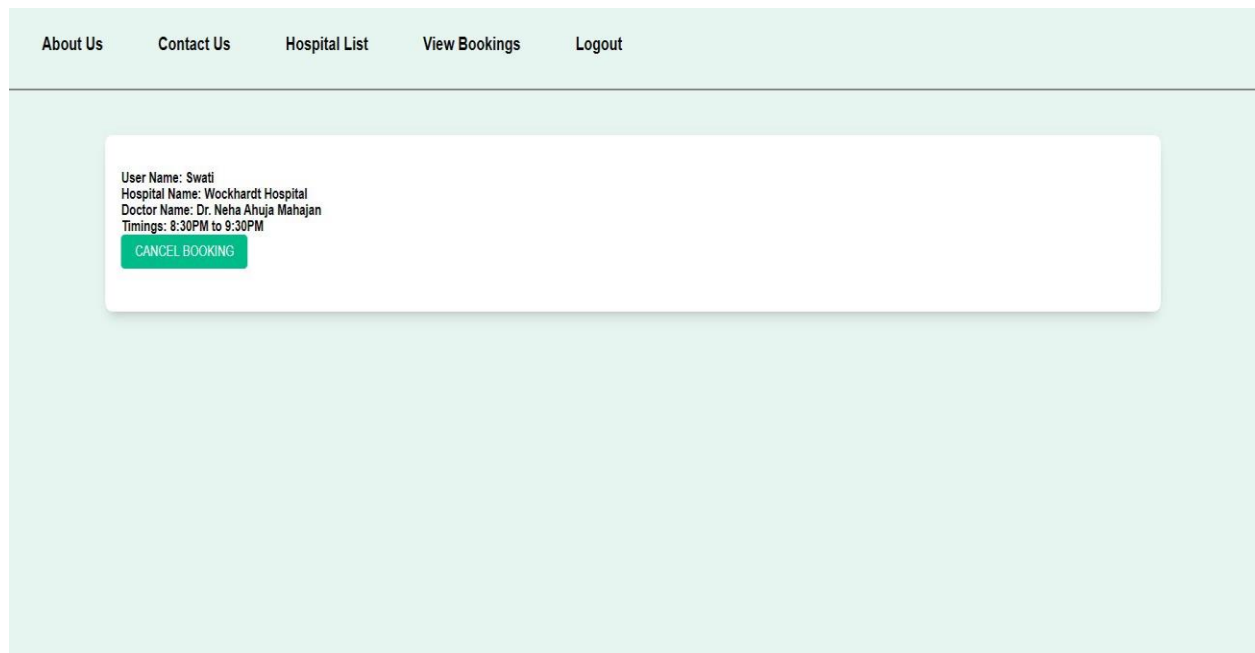 About Us Contact Us Hospital List View Bookings Logout
User Name: Swati
Hospital Name: Wockhardt Hospital
Doctor Name: Dr. Neha Ahuja Mahajan
Timings: 8:30PM to 9:30PM
CANCEL BOOKING